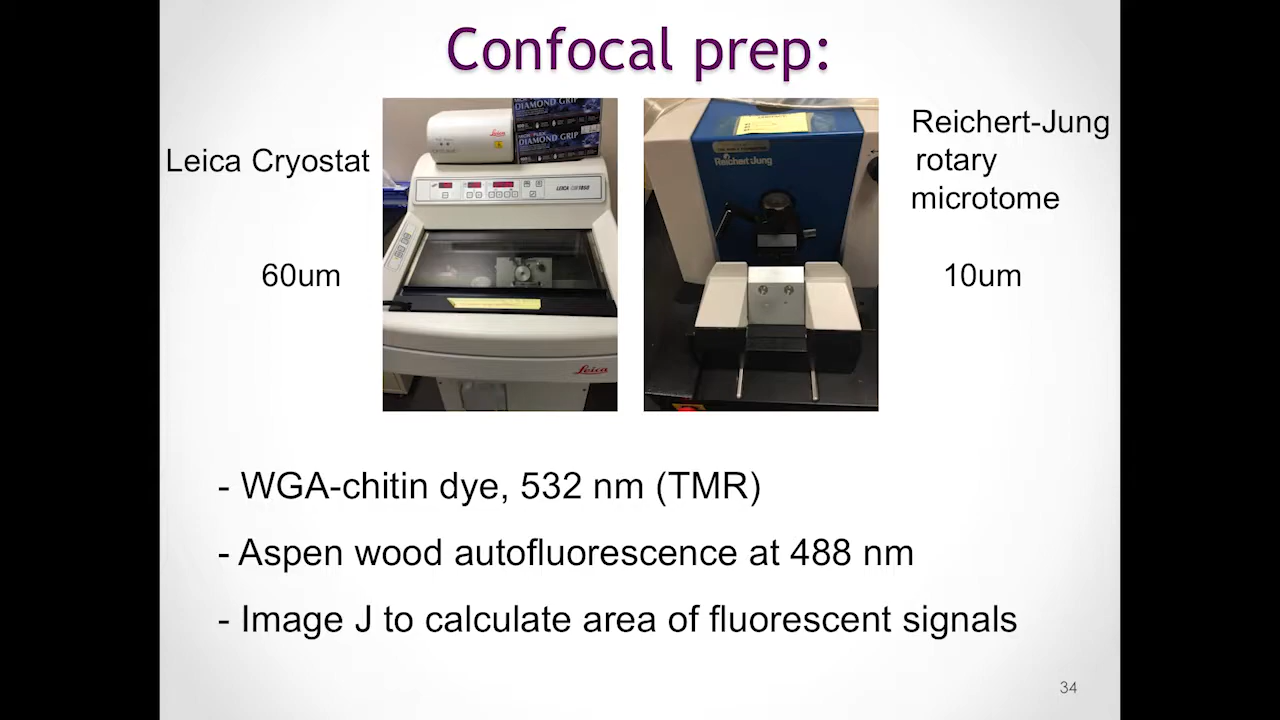 Confocal prep:
Leica Cryostat
60um
Leica
DIAMOND GRIP
DIAMOND GRIP
LEICA CM1850
Leica
Reichert-Jung
Reichert-Jung
rotary
microtome
10um
- WGA-chitin dye, 532 nm (TMR)
- Aspen wood autofluorescence at 488 nm
- Image J to calculate area of fluorescent signals
34